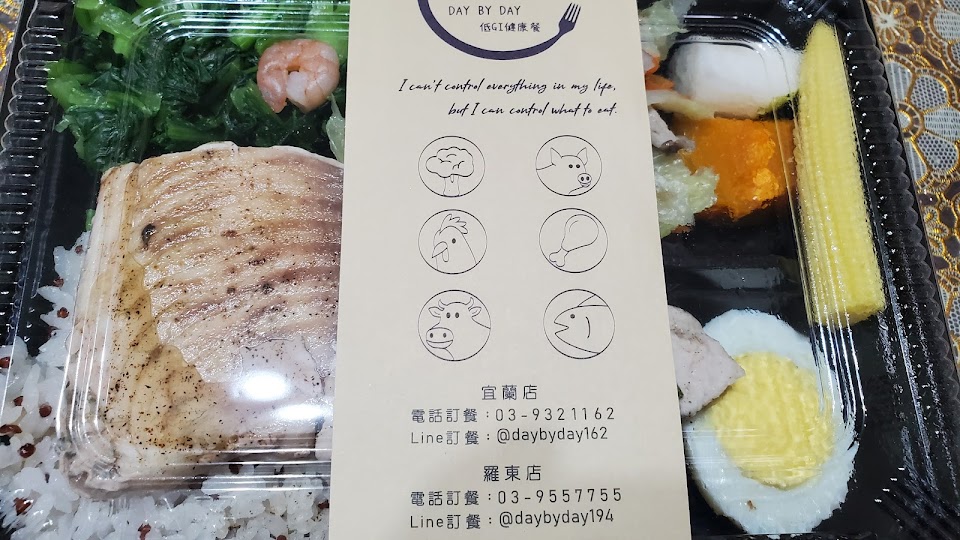 DAY BY DAY
低GI健康餐
I can't control everything in my life,
but I can control what to eat.
宜蘭店
電話訂餐：03-9321162
Line訂餐：@daybyday162
羅東店
電話訂餐：03-9557755
Line訂餐：@daybyday194